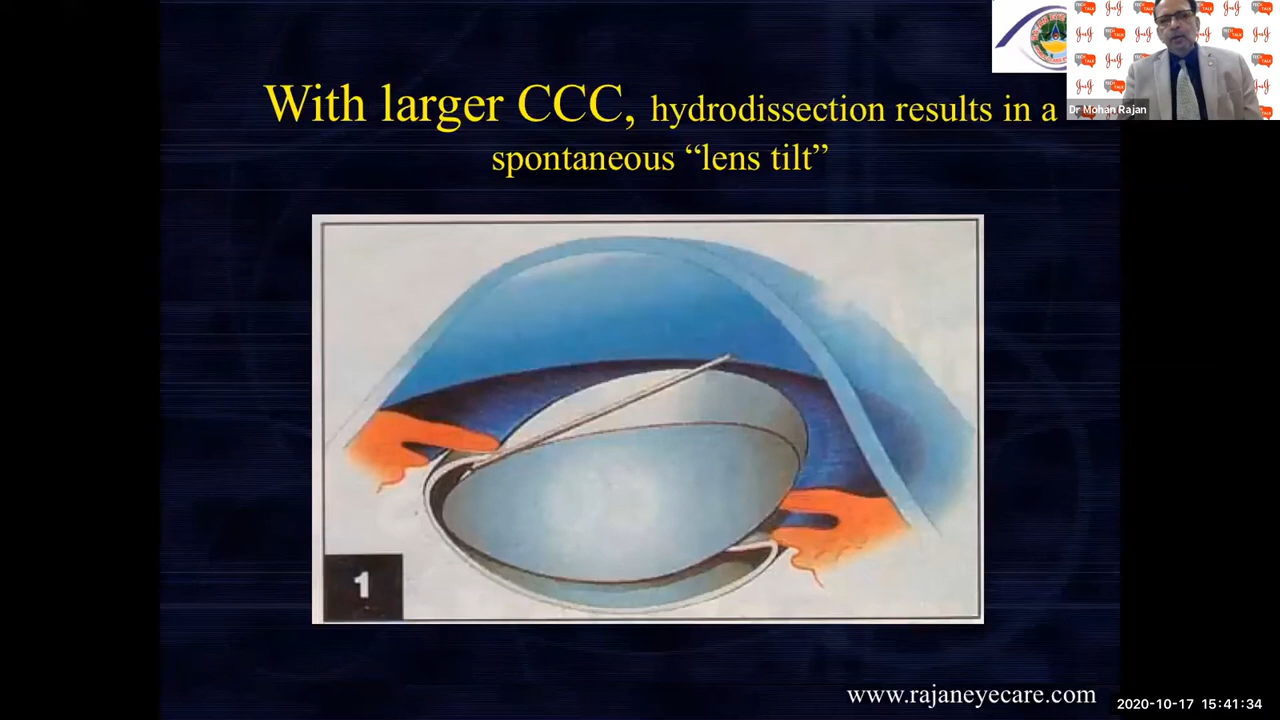 With larger CCC, hydrodissection results in a
spontaneous “lens tilt”
Dr Mohan Rajan
1
www.rajaneyecare.com
2020-10-17 15:41:34